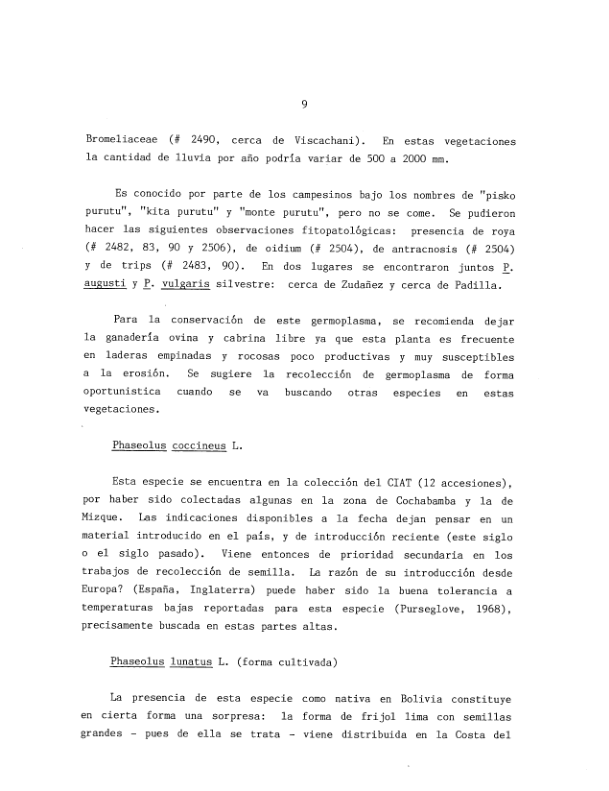 9
Bromeliaceae (# 2490, cerca de Viscachani). En estas vegetaciones
la cantidad de lluvia por año podría variar de 500 a 2000 mm.
Es conocido por parte de los campesinos bajo los nombres de "pisko
purutu", "kita purutu" y "monte purutu", pero no se come. Se pudieron
hacer las siguientes observaciones fitopatológicas: presencia de roya
(# 2482, 83, 90 y 2506), de oidium (# 2504), de antracnosis (# 2504)
y de trips (# 2483, 90). En dos lugares se encontraron juntos P.
augusti y P. vulgaris silvestre: cerca de Zudañez y cerca de Padilla.
Para la conservación de este germoplasma, se recomienda dejar
la ganadería ovina y cabrina libre ya que esta planta es frecuente
en laderas empinadas y rocosas poco productivas y muy susceptibles
a la erosión. Se sugiere la recolección de germoplasma de forma
oportunistica cuando se va buscando otras especies en estas
vegetaciones.
Phaseolus coccineus L.
Esta especie se encuentra en la colección del CIAT (12 accesiones),
por haber sido colectadas algunas en la zona de Cochabamba y la de
Mizque. Las indicaciones disponibles a la fecha dejan pensar en un
material introducido en el país, y de introducción reciente (este siglo
o el siglo pasado). Viene entonces de prioridad secundaria en los
trabajos de recolección de semilla. La razón de su introducción desde
Europa? (España, Inglaterra) puede haber sido la buena tolerancia a
temperaturas bajas reportadas para esta especie (Purseglove, 1968),
precisamente buscada en estas partes altas.
Phaseolus lunatus L. (forma cultivada)
La presencia de esta especie como nativa en Bolivia constituye
en cierta forma una sorpresa: la forma de frijol lima con semillas
grandes - pues de ella se trata - viene distribuida en la Costa del